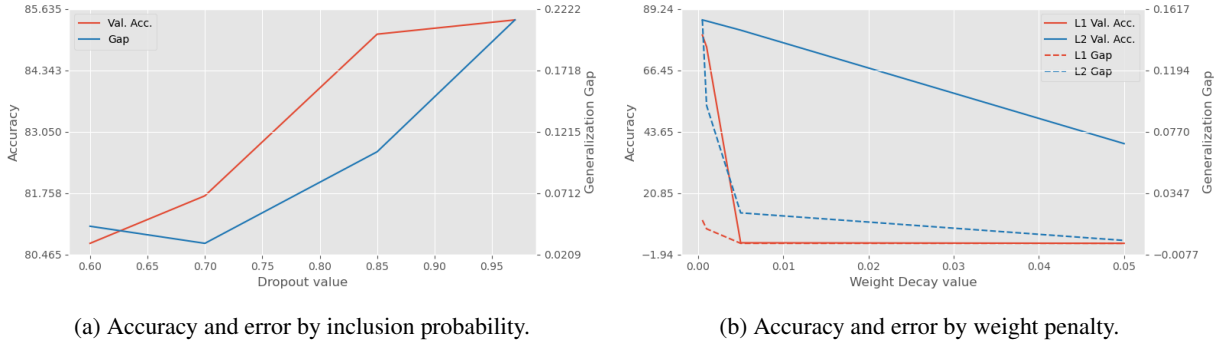 85.635
84.343
83.050
81.758
80.465
Accuracy
Val. Acc.
Gap
0.2222
0.1718
0.1215
0.0712
0.0209
Generalization Gap
0.60 0.65 0.70 0.75 0.80 0.85 0.90 0.95
Dropout value
(a) Accuracy and error by inclusion probability.
89.24
66.45
43.65
20.85
−1.94
Accuracy
L1 Val. Acc.
L2 Val. Acc.
L1 Gap
L2 Gap
0.1617
0.1194
0.0770
0.0347
−0.0077
Generalization Gap
0.00 0.01 0.02 0.03 0.04 0.05
Weight Decay value
(b) Accuracy and error by weight penalty.